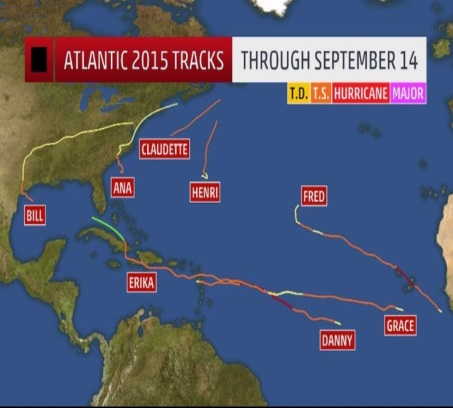 ATLANTIC 2015 TRACKS THROUGH SEPTEMBER 14
T.D. T.S. HURRICANE MAJOR
CLAUDETTE
ANA
HENRI
FRED
BILL
ERIKA
GRACE
DANNY